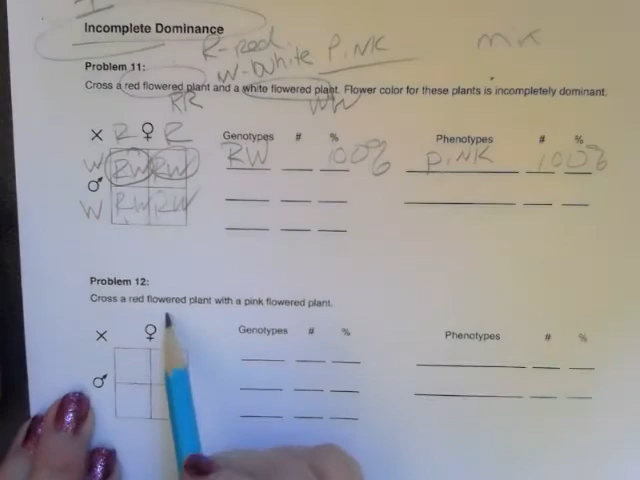 Incomplete Dominance
R-red
W-White PiNK
mk
Problem 11:
Cross a red flowered plant and a white flowered plant. Flower color for these plants is incompletely dominant.
RR WW
× R ♀ R Genotypes # % Phenotypes # %
W RW RW RW 100% PiNK 100%
♂
W RW RW
Problem 12:
Cross a red flowered plant with a pink flowered plant.
× ♀ Genotypes # % Phenotypes # %
♂